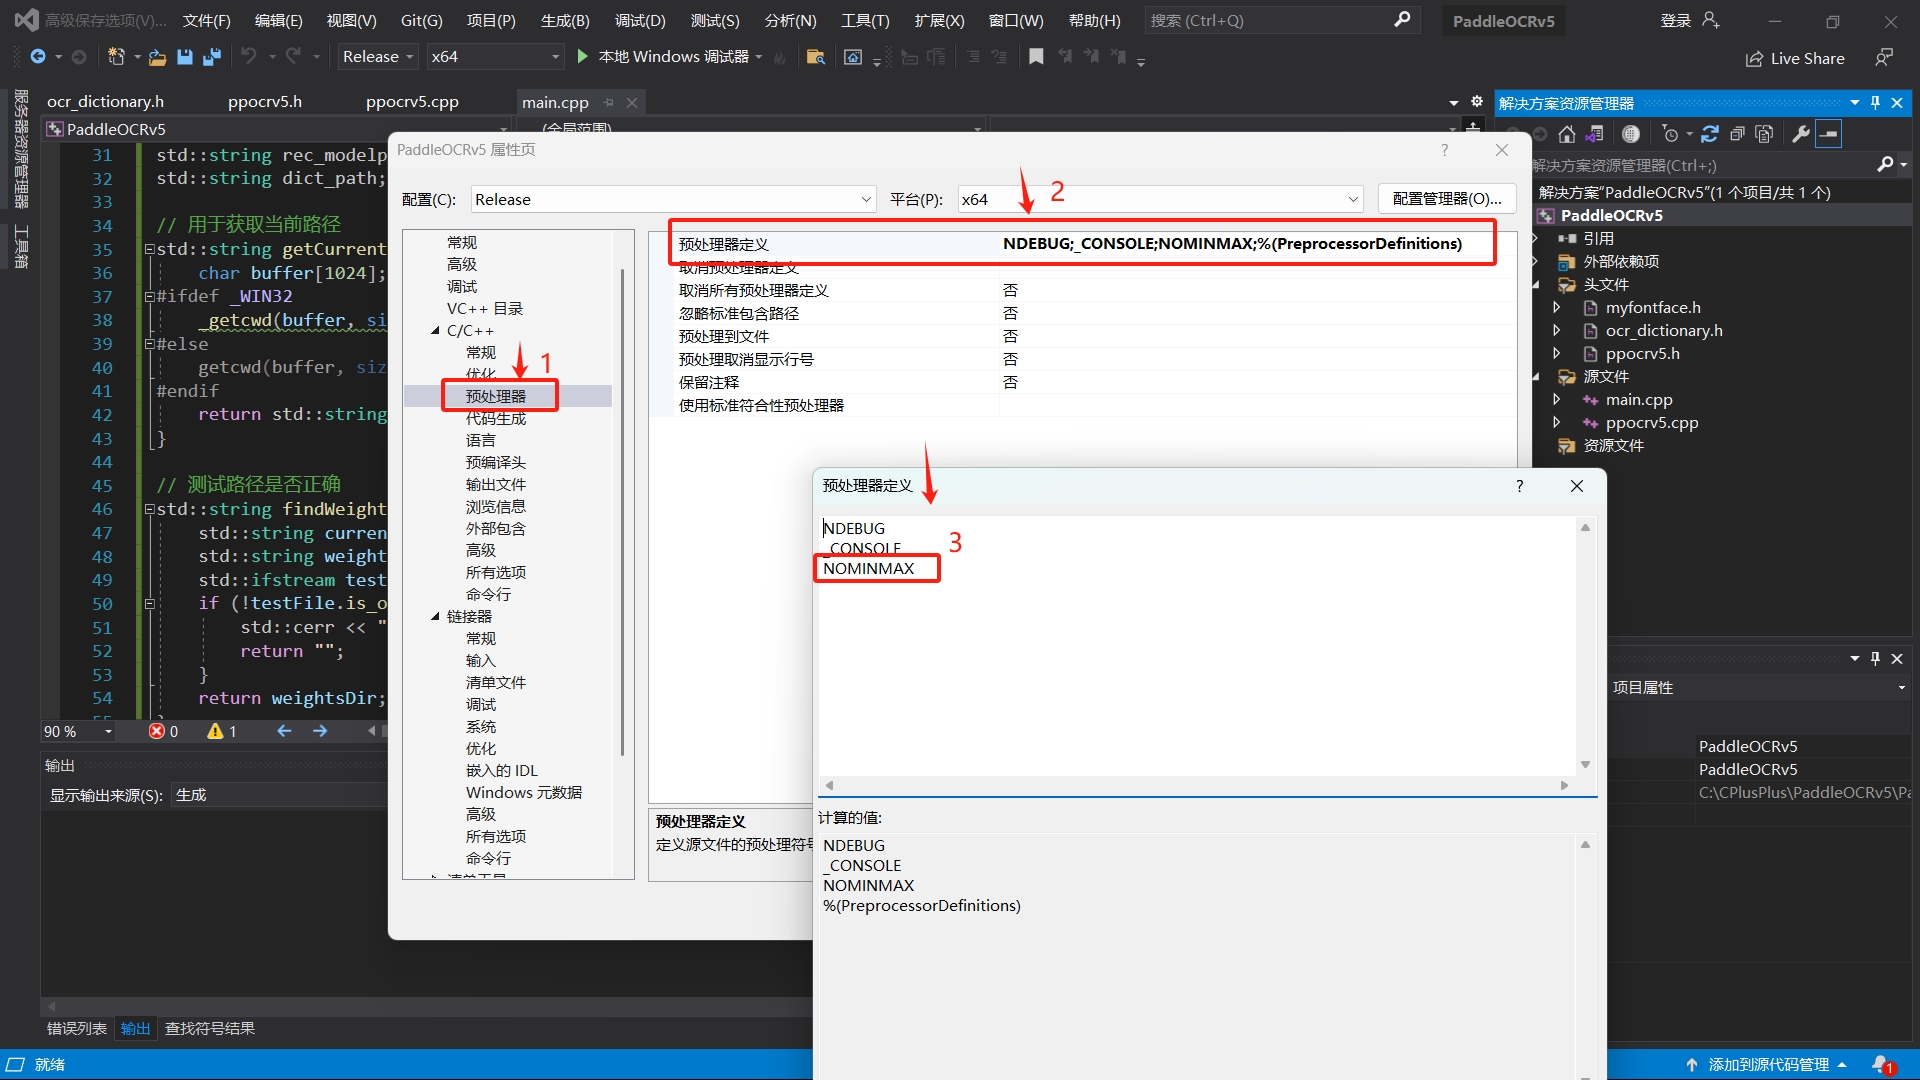 高级保存选项(V)... 文件(F) 编辑(E) 视图(V) Git(G) 项目(P) 生成(B) 调试(D) 测试(S) 分析(N) 工具(T) 扩展(X) 窗口(W) 帮助(H) 搜索 (Ctrl+Q) PaddleOCRv5 登录
Release x64 本地 Windows 调试器 Live Share
服务器资源管理器
工具箱
ocr_dictionary.h ppocrv5.h ppocrv5.cpp main.cpp
PaddleOCRv5 (全局范围)
31 std::string rec_modelp
32 std::string dict_path;
33
34 // 用于获取当前路径
35 std::string getCurrent
36 char buffer[1024];
37 #ifdef _WIN32
38 _getcwd(buffer, si
39 #else
40 getcwd(buffer, siz
41 #endif
42 return std::string
43 }
44
45 // 测试路径是否正确
46 std::string findWeight
47 std::string curren
48 std::string weight
49 std::ifstream test
50 if (!testFile.is_o
51 std::cerr << "
52 return "";
53 }
54 return weightsDir;
55 }
90 % 0 1
输出
显示输出来源(S): 生成
错误列表 输出 查找符号结果
就绪
添加到源代码管理 1
PaddleOCRv5 属性页 ?
配置(C): Release 平台(P): x64 配置管理器(O)...
常规
高级
调试
VC++ 目录
C/C++
常规
优化
预处理器
代码生成
语言
预编译头
输出文件
浏览信息
外部包含
高级
所有选项
命令行
链接器
常规
输入
清单文件
调试
系统
优化
嵌入的 IDL
Windows 元数据
高级
所有选项
命令行
清单工具
1
2
预处理器定义 NDEBUG;_CONSOLE;NOMINMAX;%(PreprocessorDefinitions)
取消预处理器定义
取消所有预处理器定义 否
忽略标准包含路径 否
预处理到文件 否
预处理取消显示行号 否
保留注释 否
使用标准符合性预处理器
预处理器定义
定义源文件的预处理符号
预处理器定义 ?
NDEBUG
_CONSOLE
NOMINMAX
3
计算的值:
NDEBUG
_CONSOLE
NOMINMAX
%(PreprocessorDefinitions)
解决方案资源管理器
解决方案资源管理器(Ctrl+;)
解决方案"PaddleOCRv5"(1 个项目/共 1 个)
PaddleOCRv5
引用
外部依赖项
头文件
myfontface.h
ocr_dictionary.h
ppocrv5.h
源文件
main.cpp
ppocrv5.cpp
资源文件
项目属性
PaddleOCRv5
PaddleOCRv5
C:\CPlusPlus\PaddleOCRv5\Pa